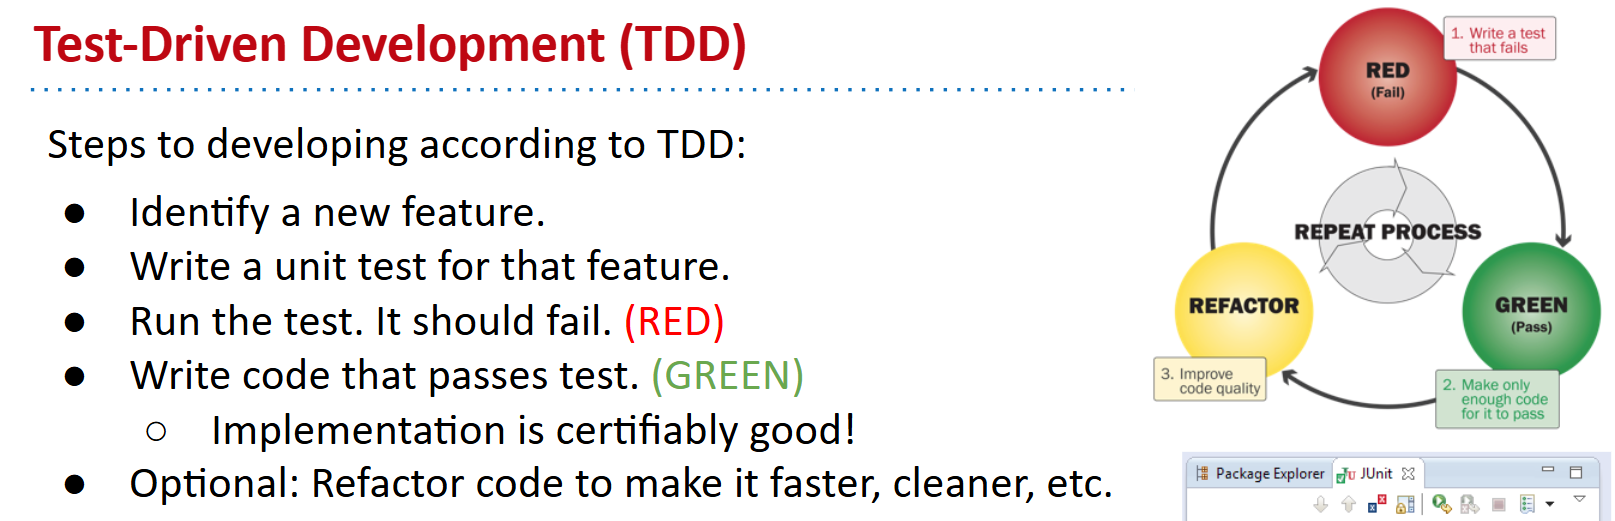 Test-Driven Development (TDD)
Steps to developing according to TDD:
● Identify a new feature.
● Write a unit test for that feature.
● Run the test. It should fail. (RED)
● Write code that passes test. (GREEN)
○ Implementation is certifiably good!
● Optional: Refactor code to make it faster, cleaner, etc.
1. Write a test
that fails
RED
(Fail)
REPEAT PROCESS
REFACTOR
GREEN
(Pass)
3. Improve
code quality
2. Make only
enough code
for it to pass
Package Explorer
JU JUnit